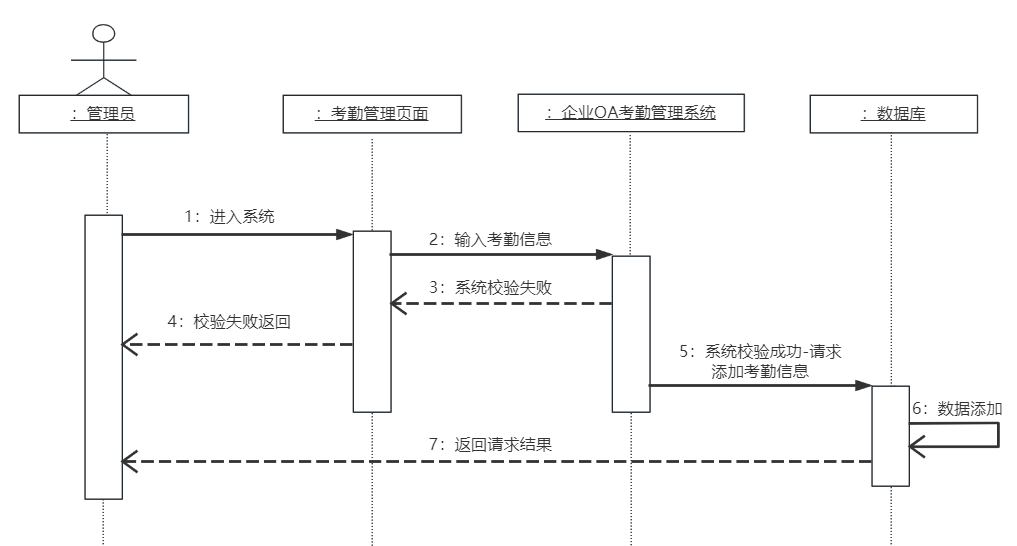 ：管理员
：考勤管理页面
：企业OA考勤管理系统
：数据库
1：进入系统
2：输入考勤信息
3：系统校验失败
4：校验失败返回
5：系统校验成功-请求
添加考勤信息
6：数据添加
7：返回请求结果